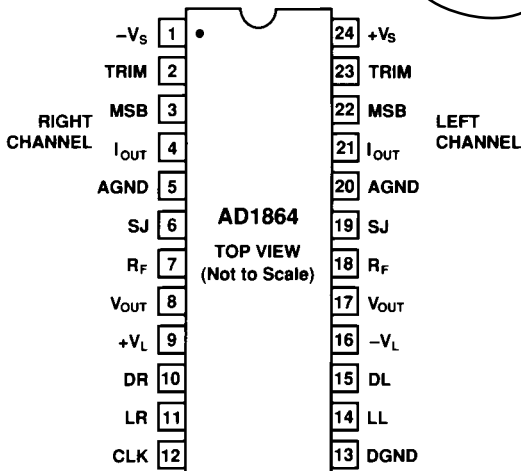 −VS 1 24 +VS
TRIM 2 23 TRIM
MSB 3 22 MSB
RIGHT CHANNEL LEFT CHANNEL
IOUT 4 21 IOUT
AGND 5 20 AGND
AD1864
SJ 6 19 SJ
TOP VIEW
(Not to Scale)
RF 7 18 RF
VOUT 8 17 VOUT
+VL 9 16 −VL
DR 10 15 DL
LR 11 14 LL
CLK 12 13 DGND